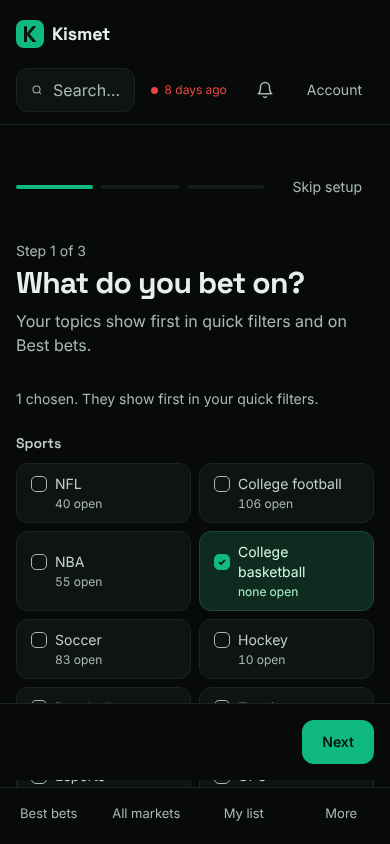 K Kismet
Search...
8 days ago
Account
Skip setup
Step 1 of 3
What do you bet on?
Your topics show first in quick filters and on
Best bets.
1 chosen. They show first in your quick filters.
Sports
NFL
40 open
College football
106 open
NBA
55 open
College
basketball
none open
Soccer
83 open
Hockey
10 open
Next
Best bets
All markets
My list
More